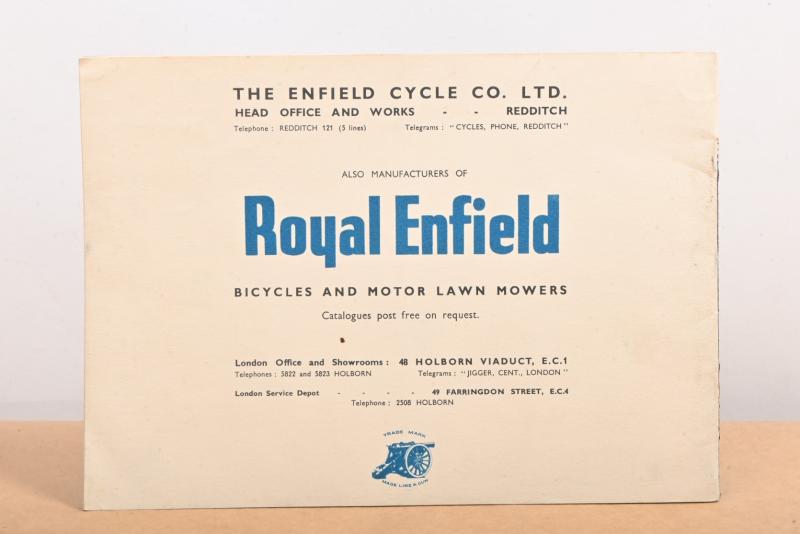 THE ENFIELD CYCLE CO. LTD.
HEAD OFFICE AND WORKS - - REDDITCH
Telephone : REDDITCH 121 (5 lines) Telegrams : "CYCLES, PHONE, REDDITCH"
ALSO MANUFACTURERS OF
Royal Enfield
BICYCLES AND MOTOR LAWN MOWERS
Catalogues post free on request.
London Office and Showrooms : 48 HOLBORN VIADUCT, E.C.1
Telephones : 5822 and 5823 HOLBORN Telegrams : "JIGGER, CENT., LONDON"
London Service Depot - - - - 49 FARRINGDON STREET, E.C.4
Telephone : 2508 HOLBORN
TRADE MARK
MADE LIKE A GUN